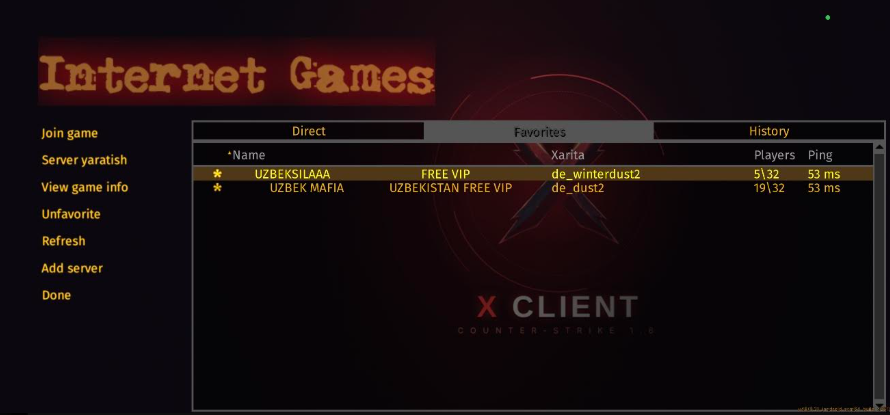 Internet Games
Join game
Server yaratish
View game info
Unfavorite
Refresh
Add server
Done
Direct Favorites History
Name Xarita Players Ping
* UZBEKSILAAA FREE VIP de_winterdust2 5\32 53 ms
* UZBEK MAFIA UZBEKISTAN FREE VIP de_dust2 19\32 53 ms
X CLIENT
COUNTER-STRIKE 1.6